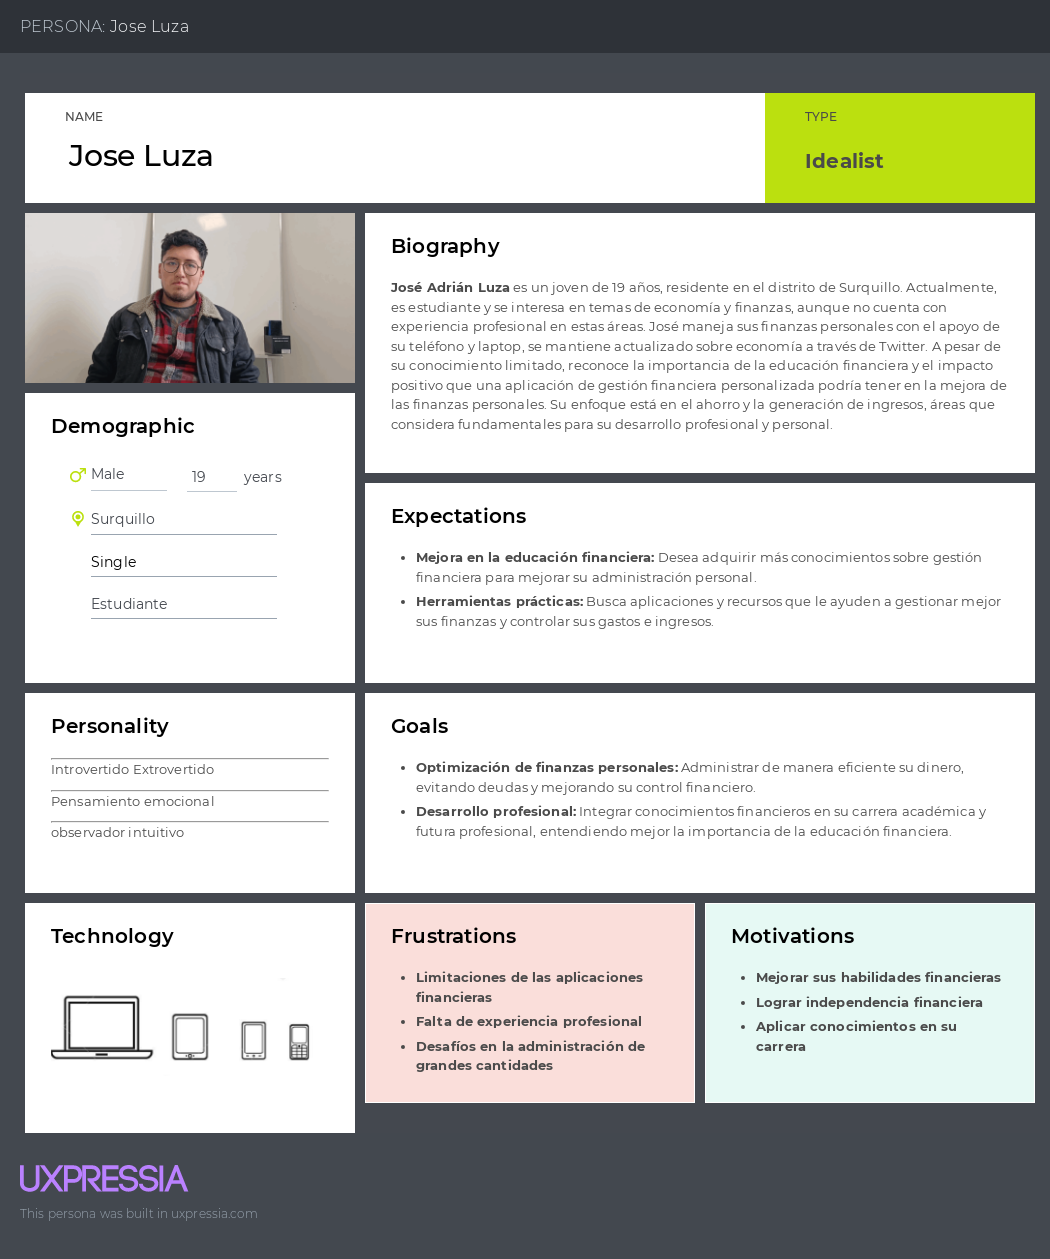 PERSONA: Jose Luza
NAME
Jose Luza
TYPE
Idealist
Biography
José Adrián Luza es un joven de 19 años, residente en el distrito de Surquillo. Actualmente,
es estudiante y se interesa en temas de economía y finanzas, aunque no cuenta con
experiencia profesional en estas áreas. José maneja sus finanzas personales con el apoyo de
su teléfono y laptop, se mantiene actualizado sobre economía a través de Twitter. A pesar de
su conocimiento limitado, reconoce la importancia de la educación financiera y el impacto
positivo que una aplicación de gestión financiera personalizada podría tener en la mejora de
las finanzas personales. Su enfoque está en el ahorro y la generación de ingresos, áreas que
considera fundamentales para su desarrollo profesional y personal.
Demographic
Male 19 years
Surquillo
Single
Estudiante
Expectations
• Mejora en la educación financiera: Desea adquirir más conocimientos sobre gestión
financiera para mejorar su administración personal.
• Herramientas prácticas: Busca aplicaciones y recursos que le ayuden a gestionar mejor
sus finanzas y controlar sus gastos e ingresos.
Personality
Introvertido Extrovertido
Pensamiento emocional
observador intuitivo
Goals
• Optimización de finanzas personales: Administrar de manera eficiente su dinero,
evitando deudas y mejorando su control financiero.
• Desarrollo profesional: Integrar conocimientos financieros en su carrera académica y
futura profesional, entendiendo mejor la importancia de la educación financiera.
Technology
Frustrations
• Limitaciones de las aplicaciones
financieras
• Falta de experiencia profesional
• Desafíos en la administración de
grandes cantidades
Motivations
• Mejorar sus habilidades financieras
• Lograr independencia financiera
• Aplicar conocimientos en su
carrera
UXPRESSIA
This persona was built in uxpressia.com